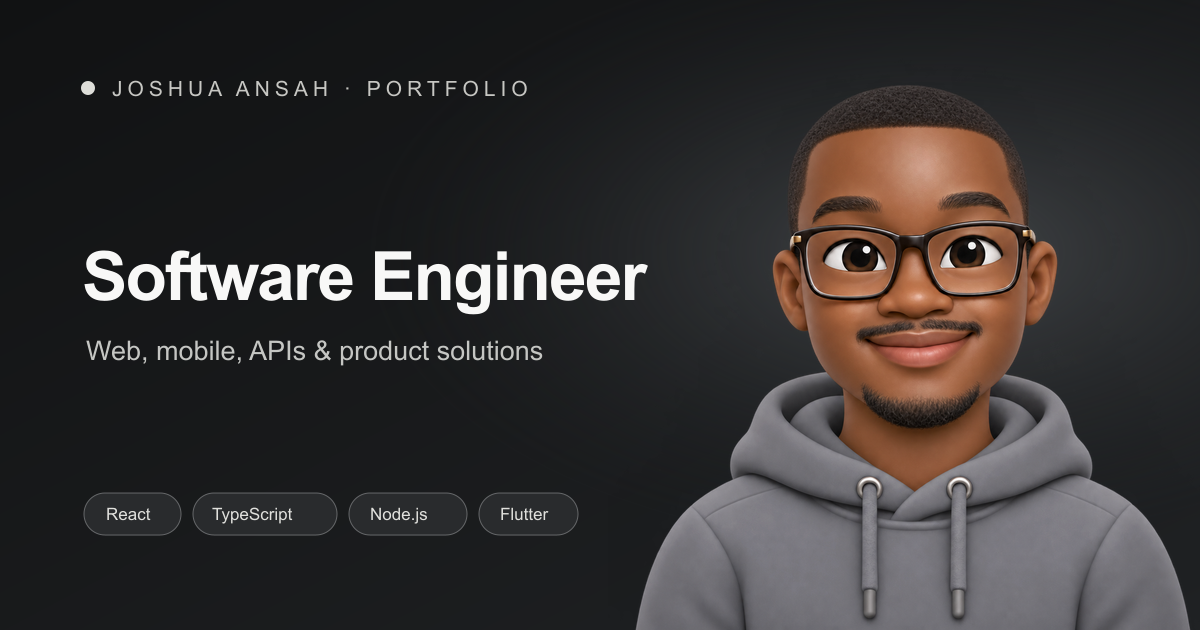 JOSHUA ANSAH · PORTFOLIO
Software Engineer
Web, mobile, APIs & product solutions
React TypeScript Node.js Flutter